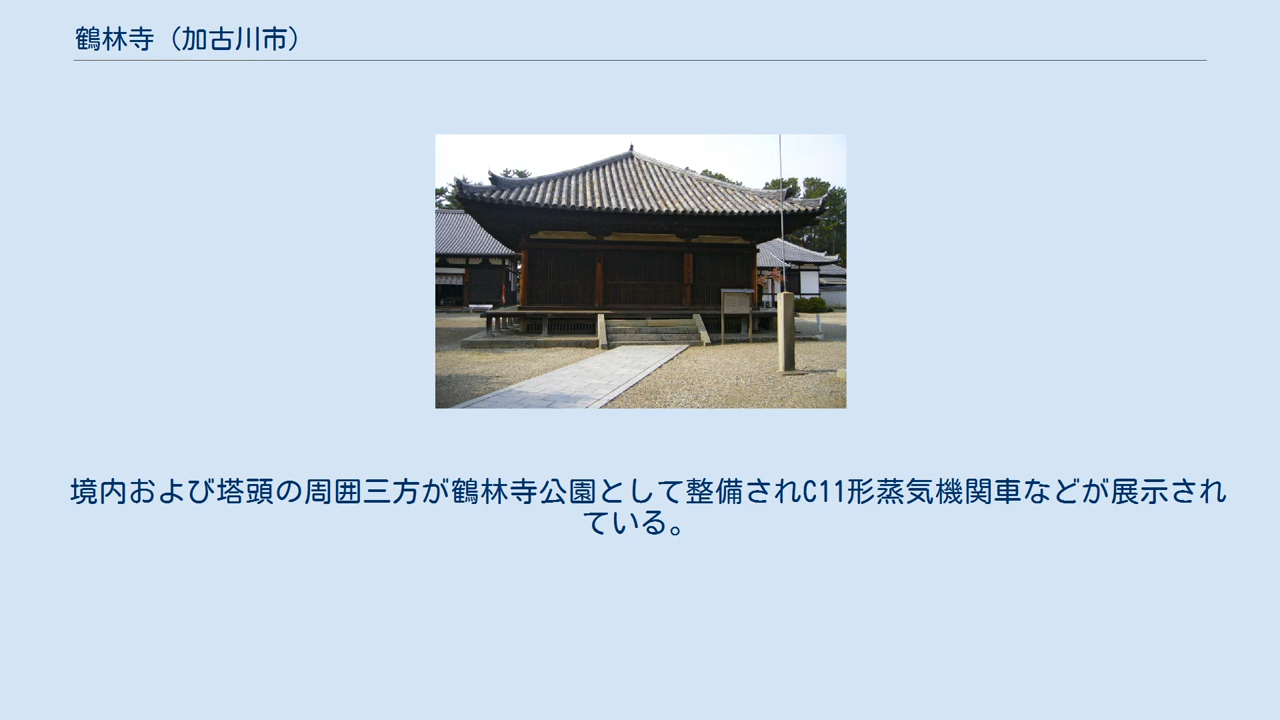 鶴林寺（加古川市）
境内および塔頭の周囲三方が鶴林寺公園として整備されC11形蒸気機関車などが展示され
ている。